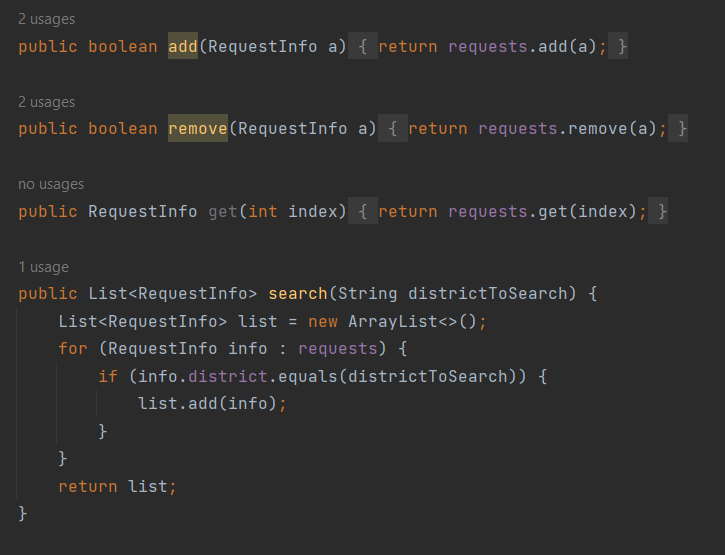 2 usages
public boolean add(RequestInfo a) { return requests.add(a); }
2 usages
public boolean remove(RequestInfo a) { return requests.remove(a); }
no usages
public RequestInfo get(int index) { return requests.get(index); }
1 usage
public List<RequestInfo> search(String districtToSearch) {
    List<RequestInfo> list = new ArrayList<>();
    for (RequestInfo info : requests) {
        if (info.district.equals(districtToSearch)) {
            list.add(info);
        }
    }
    return list;
}